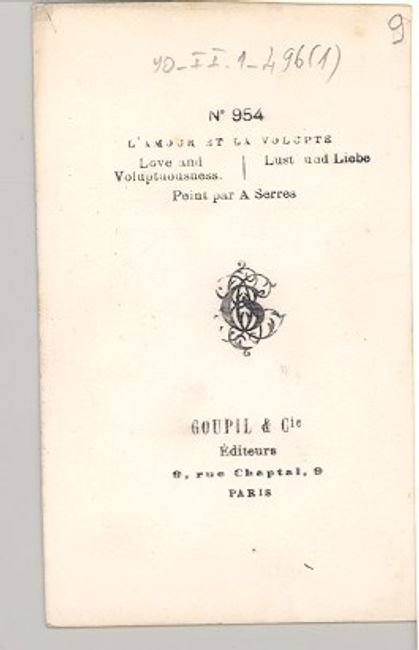 9
40-II.1-496(1)
N° 954
L'AMOUR ET LA VOLUPTE
Love and Voluptuousness. | Lust und Liebe
Peint par A Serres
GOUPIL & Cie
Éditeurs
9, rue Chaptal, 9
PARIS